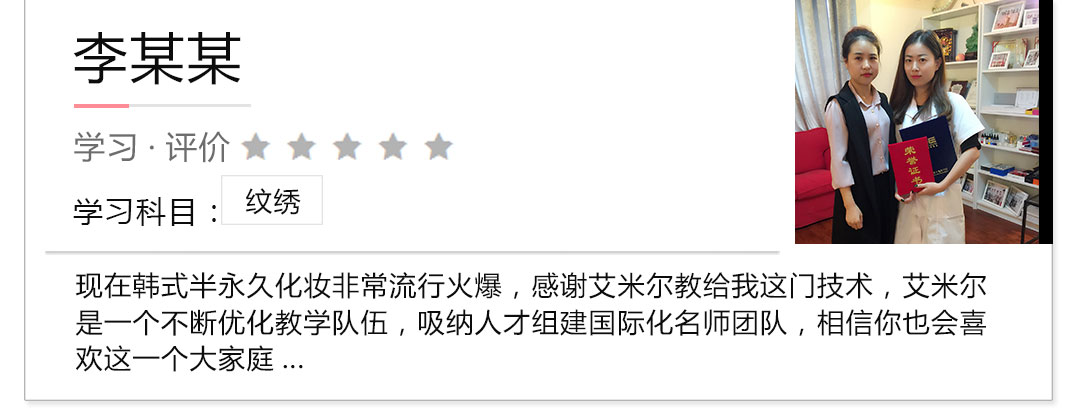 李某某
学习 · 评价
学习科目：纹绣
荣誉证书
现在韩式半永久化妆非常流行火爆，感谢艾米尔教给我这门技术，艾米尔
是一个不断优化教学队伍，吸纳人才组建国际化名师团队，相信你也会喜
欢这一个大家庭 ...